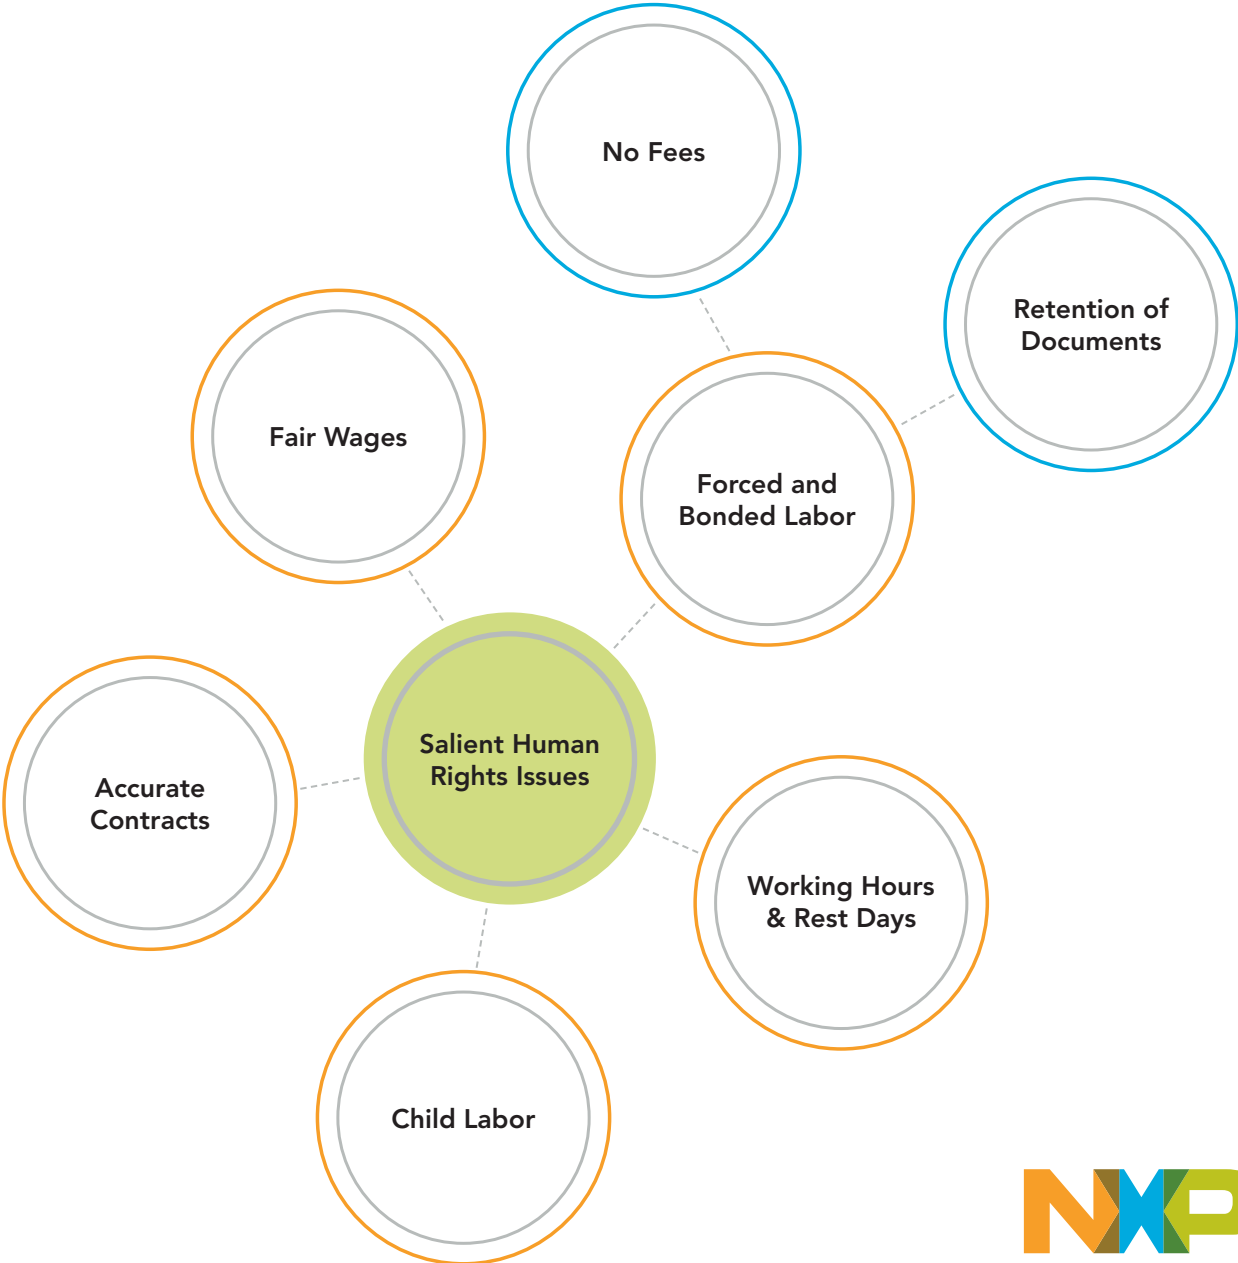 No Fees
Retention of
Documents
Fair Wages
Forced and
Bonded Labor
Salient Human
Rights Issues
Accurate
Contracts
Working Hours
& Rest Days
Child Labor
NXP